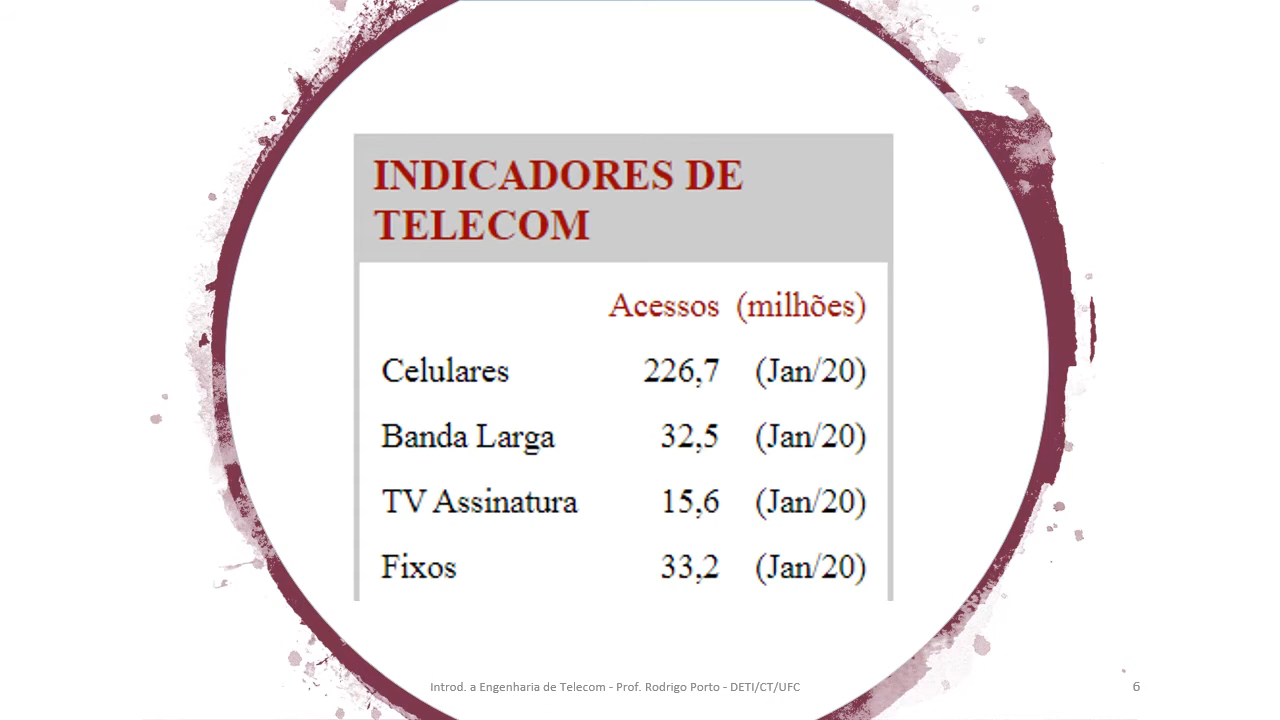 INDICADORES DE
TELECOM
Acessos (milhões)
Celulares 226,7 (Jan/20)
Banda Larga 32,5 (Jan/20)
TV Assinatura 15,6 (Jan/20)
Fixos 33,2 (Jan/20)
Introd. a Engenharia de Telecom - Prof. Rodrigo Porto - DETI/CT/UFC
6